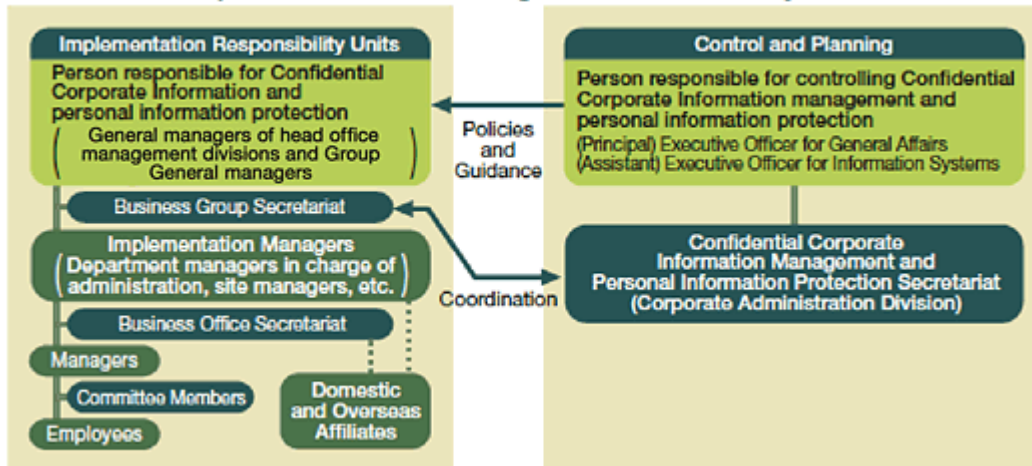 Implementation Responsibility Units
Person responsible for Confidential
Corporate Information and
personal information protection
(General managers of head office
management divisions and Group
General managers)
Business Group Secretariat
Implementation Managers
(Department managers in charge of
administration, site managers, etc.)
Business Office Secretariat
Managers
Committee Members
Employees
Domestic
and Overseas
Affiliates
Policies
and
Guidance
Coordination
Control and Planning
Person responsible for controlling Confidential
Corporate Information management and
personal information protection
(Principal) Executive Officer for General Affairs
(Assistant) Executive Officer for Information Systems
Confidential Corporate
Information Management and
Personal Information Protection Secretariat
(Corporate Administration Division)